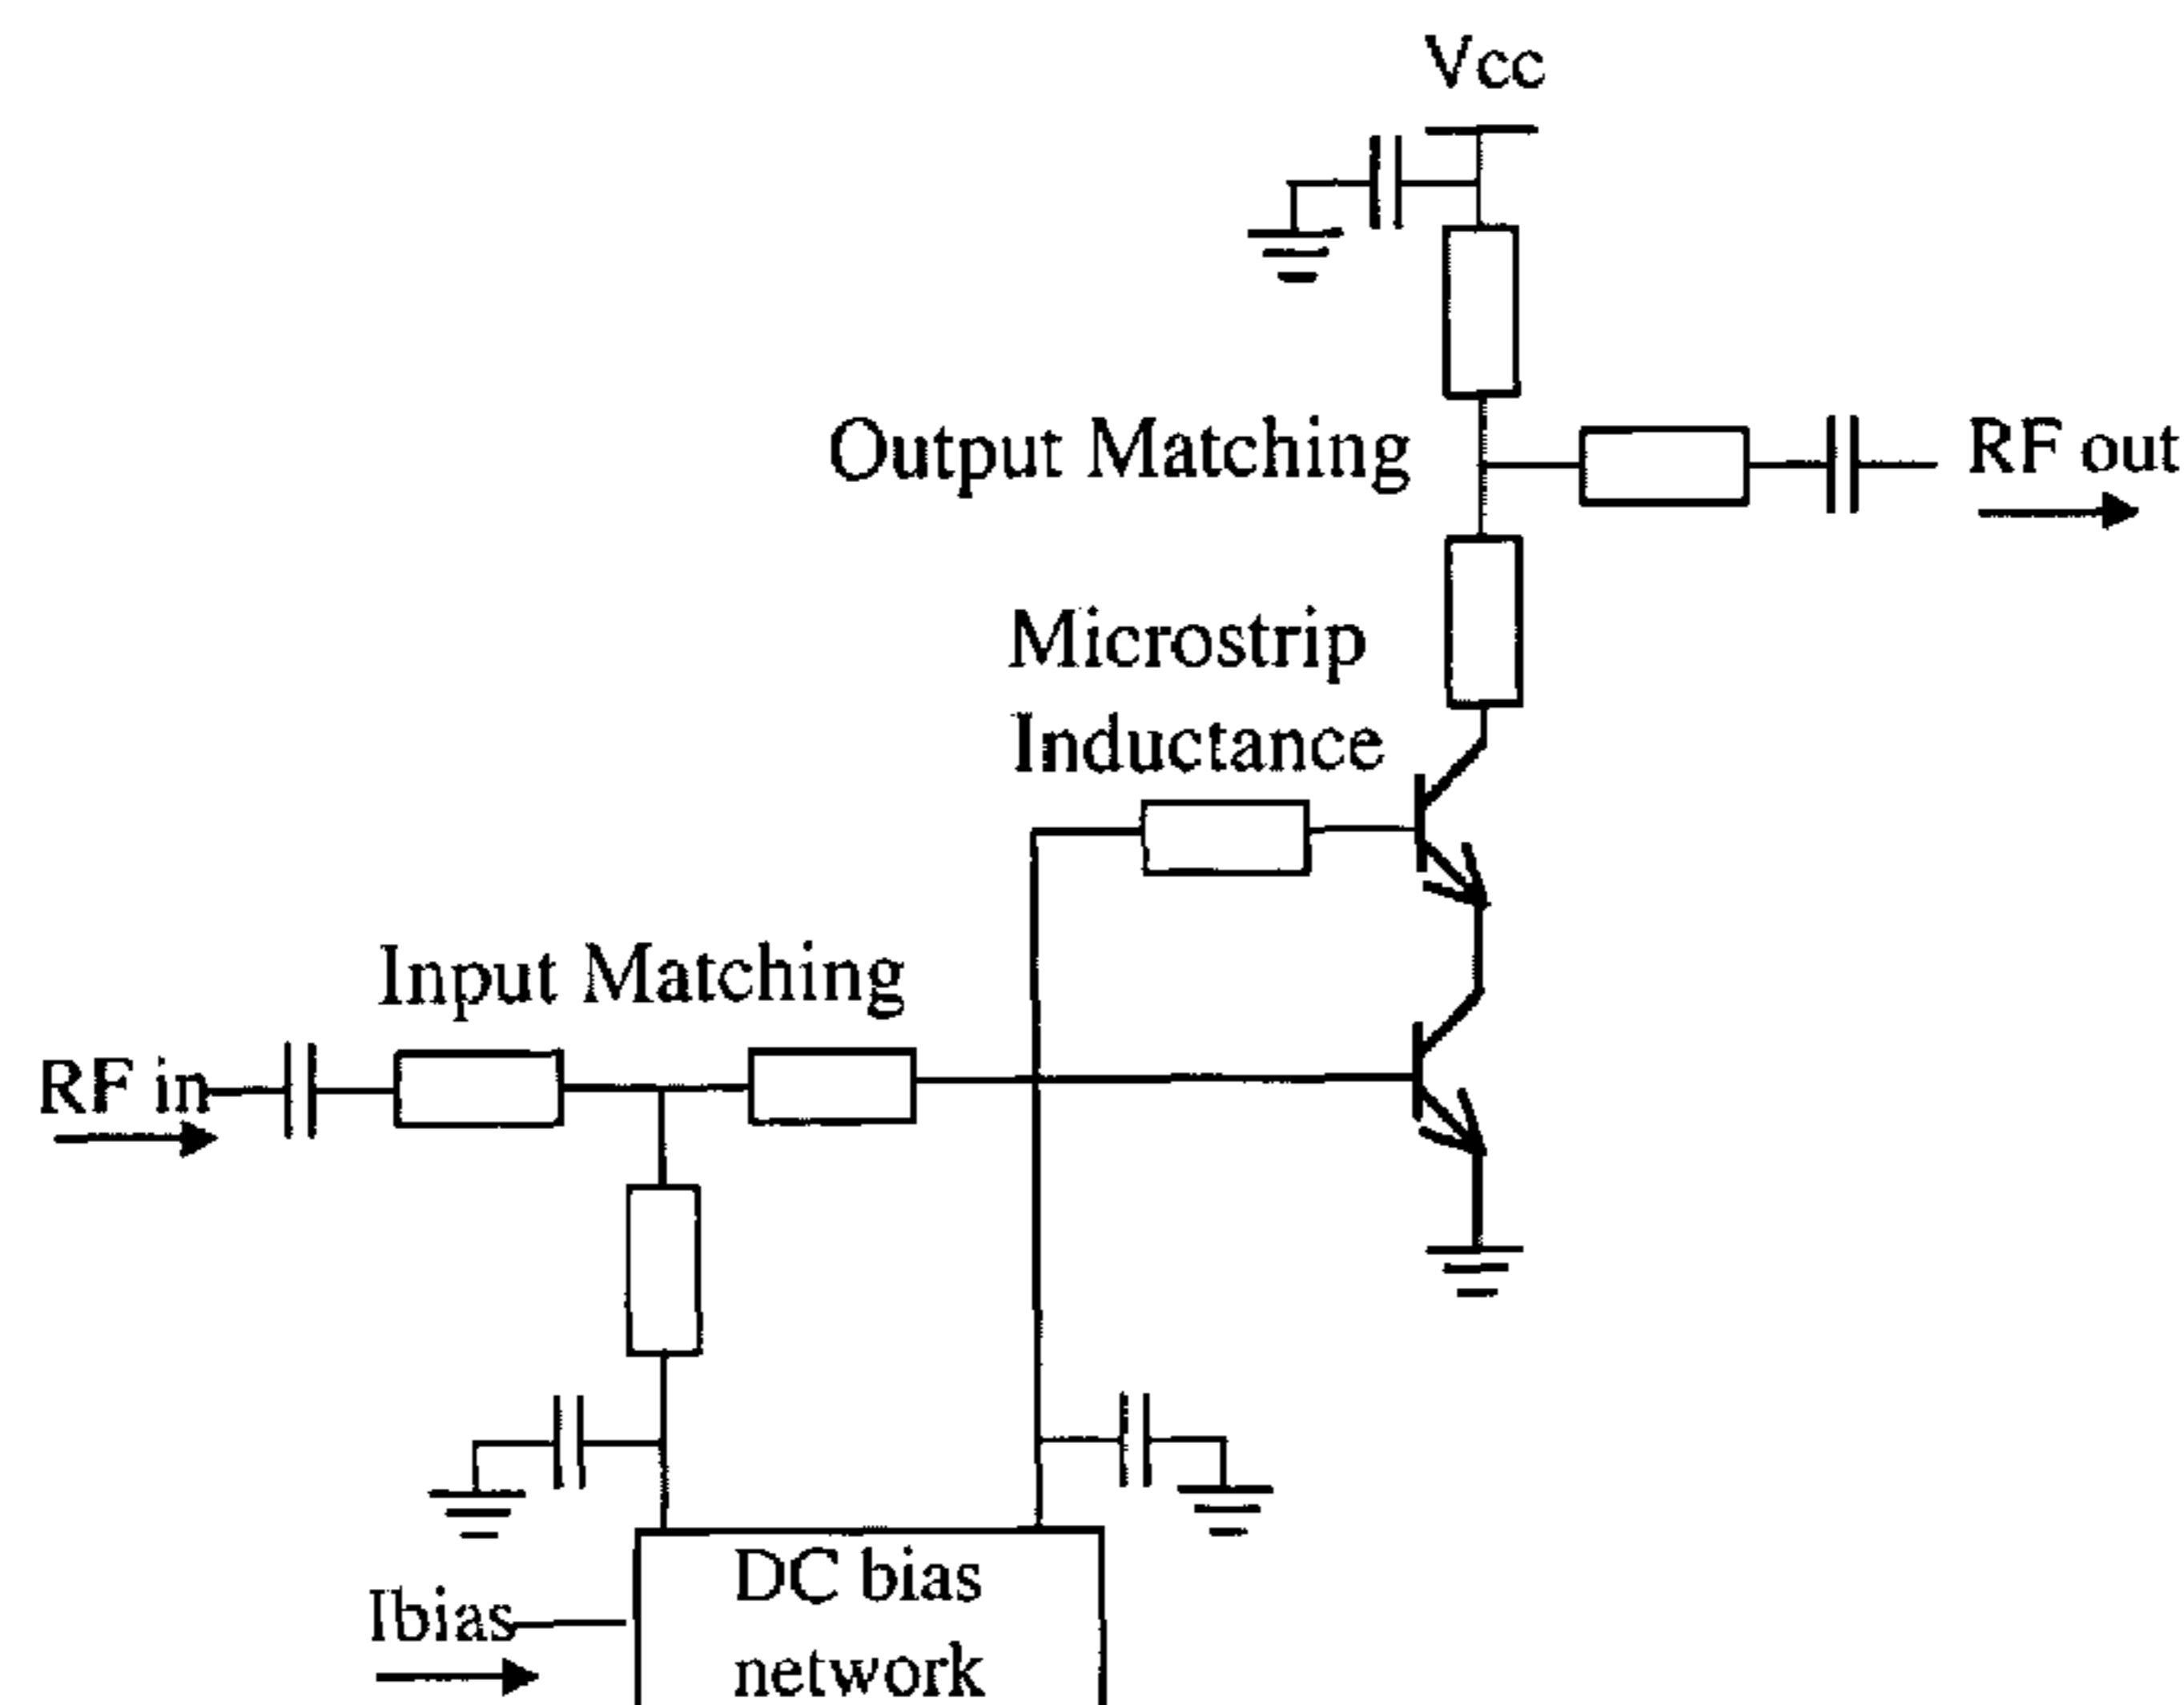 Vcc
Output Matching
RF out
Microstrip
Inductance
Input Matching
RF in
DC bias
network
Ibias